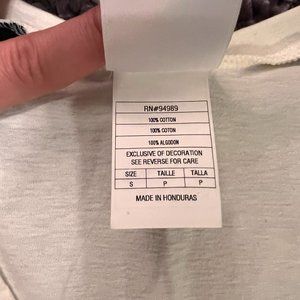 RN#94989
100% COTTON
100% COTON
100% ALGODON
EXCLUSIVE OF DECORATION
SEE REVERSE FOR CARE
SIZE TAILLE TALLA
S P P
MADE IN HONDURAS